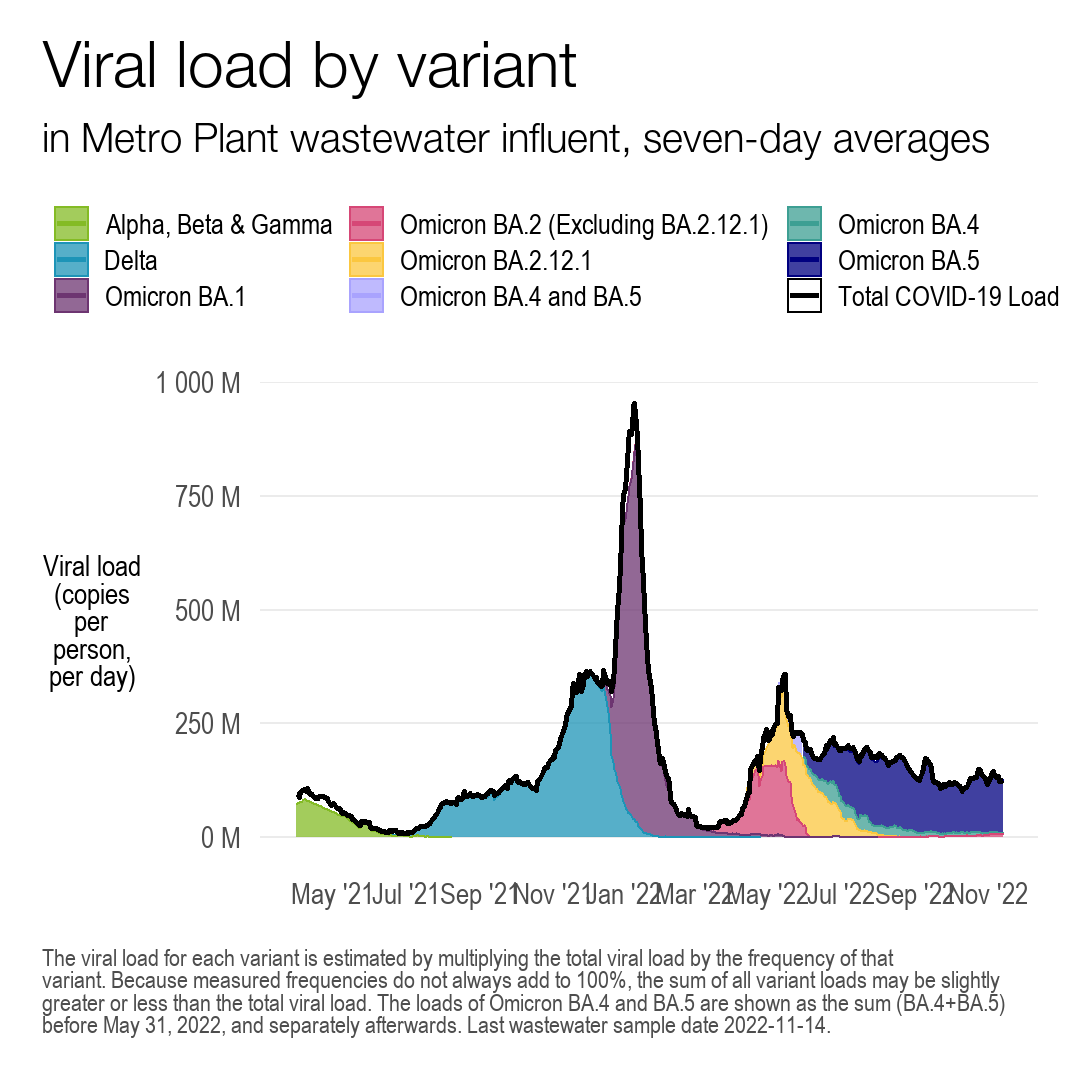 Viral load by variant
in Metro Plant wastewater influent, seven-day averages
Alpha, Beta & Gamma
Delta
Omicron BA.1
Omicron BA.2 (Excluding BA.2.12.1)
Omicron BA.2.12.1
Omicron BA.4 and BA.5
Omicron BA.4
Omicron BA.5
Total COVID-19 Load
1 000 M
750 M
500 M
250 M
0 M
Viral load
(copies
per
person,
per day)
May '21 Jul '21 Sep '21 Nov '21 Jan '22 Mar '22 May '22 Jul '22 Sep '22 Nov '22
The viral load for each variant is estimated by multiplying the total viral load by the frequency of that
variant. Because measured frequencies do not always add to 100%, the sum of all variant loads may be slightly
greater or less than the total viral load. The loads of Omicron BA.4 and BA.5 are shown as the sum (BA.4+BA.5)
before May 31, 2022, and separately afterwards. Last wastewater sample date 2022-11-14.